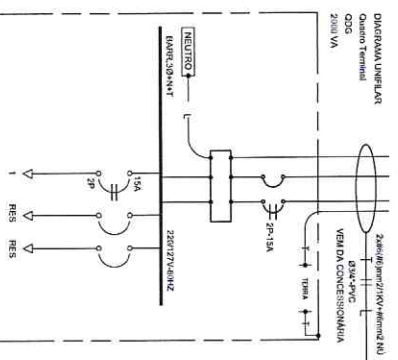 DIAGRAMA UNIFILAR
Quadro Terminal
QDG
2000 VA
2x#6(#6)mm2/1KV+#6mm2 NÚ
Ø3/4"-PVC
VEM DA CONCESSIONÁRIA
NEUTRO
2P-15A
TERRA
BARR.3Ø+N+T
220/127V-60HZ
15A
2P
1
RES
RES